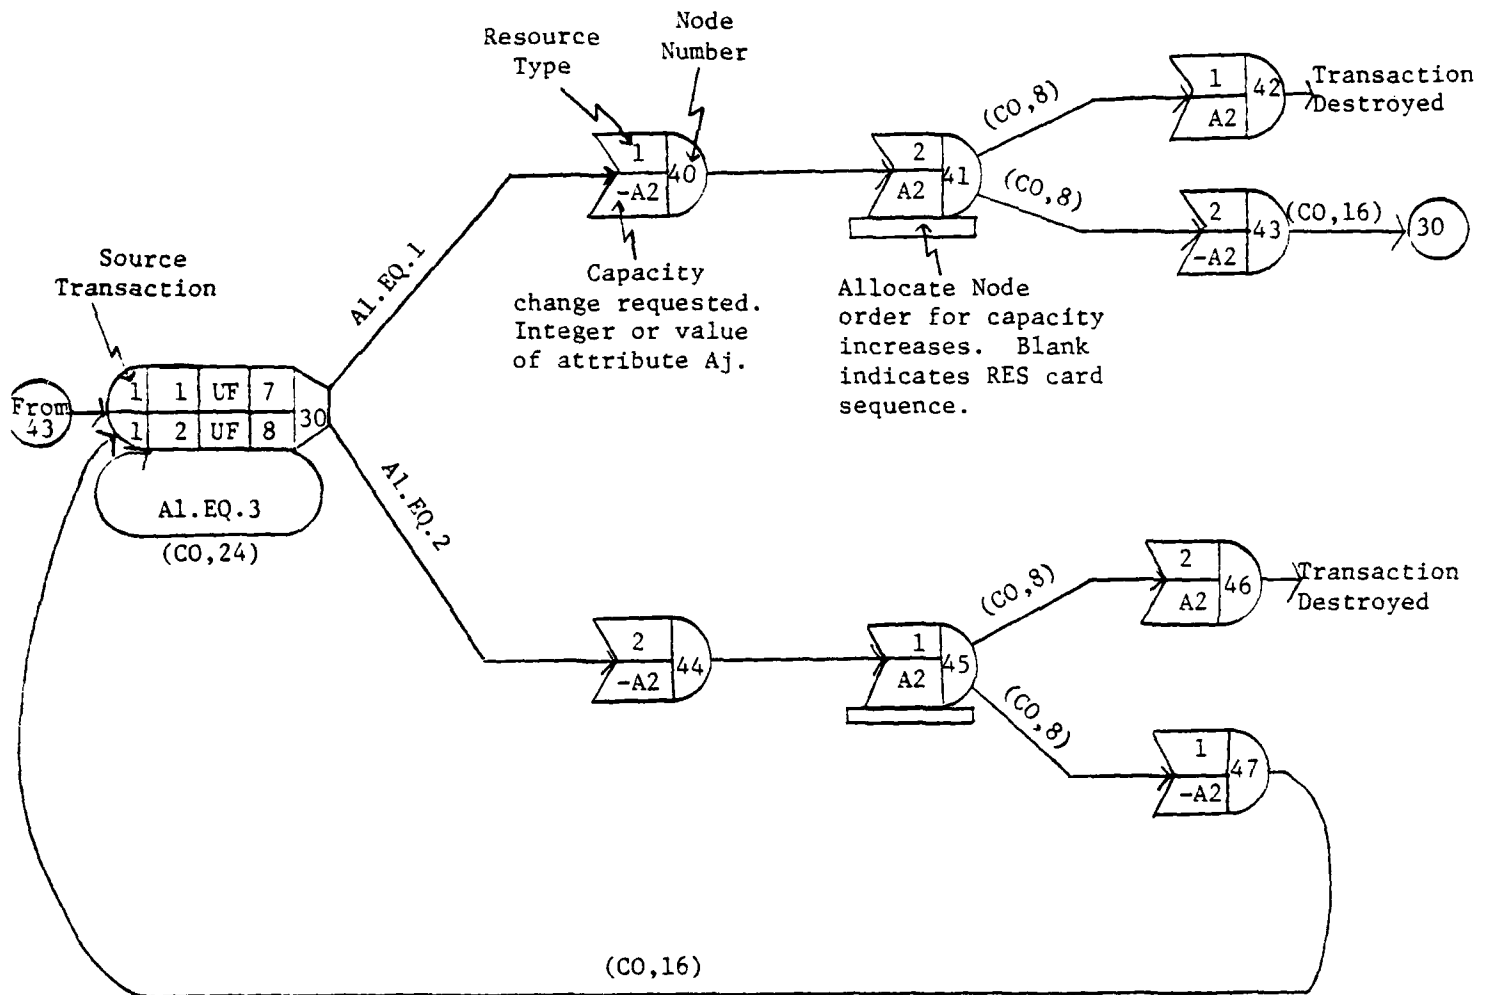 Node
Number
Resource
Type
1
-A2
40
2
A2
41
(CO,8)
1
A2
42
Transaction
Destroyed
(CO,8)
2
-A2
43
(CO,16)
30
Capacity
change requested.
Integer or value
of attribute Aj.
Allocate Node
order for capacity
increases. Blank
indicates RES card
sequence.
Source
Transaction
A1.EQ.1
From
43
1 1 UF 7
1 2 UF 8
30
A1.EQ.3
(CO,24)
A1.EQ.2
2
-A2
44
1
A2
45
(CO,8)
2
A2
46
Transaction
Destroyed
(CO,8)
1
-A2
47
(CO,16)